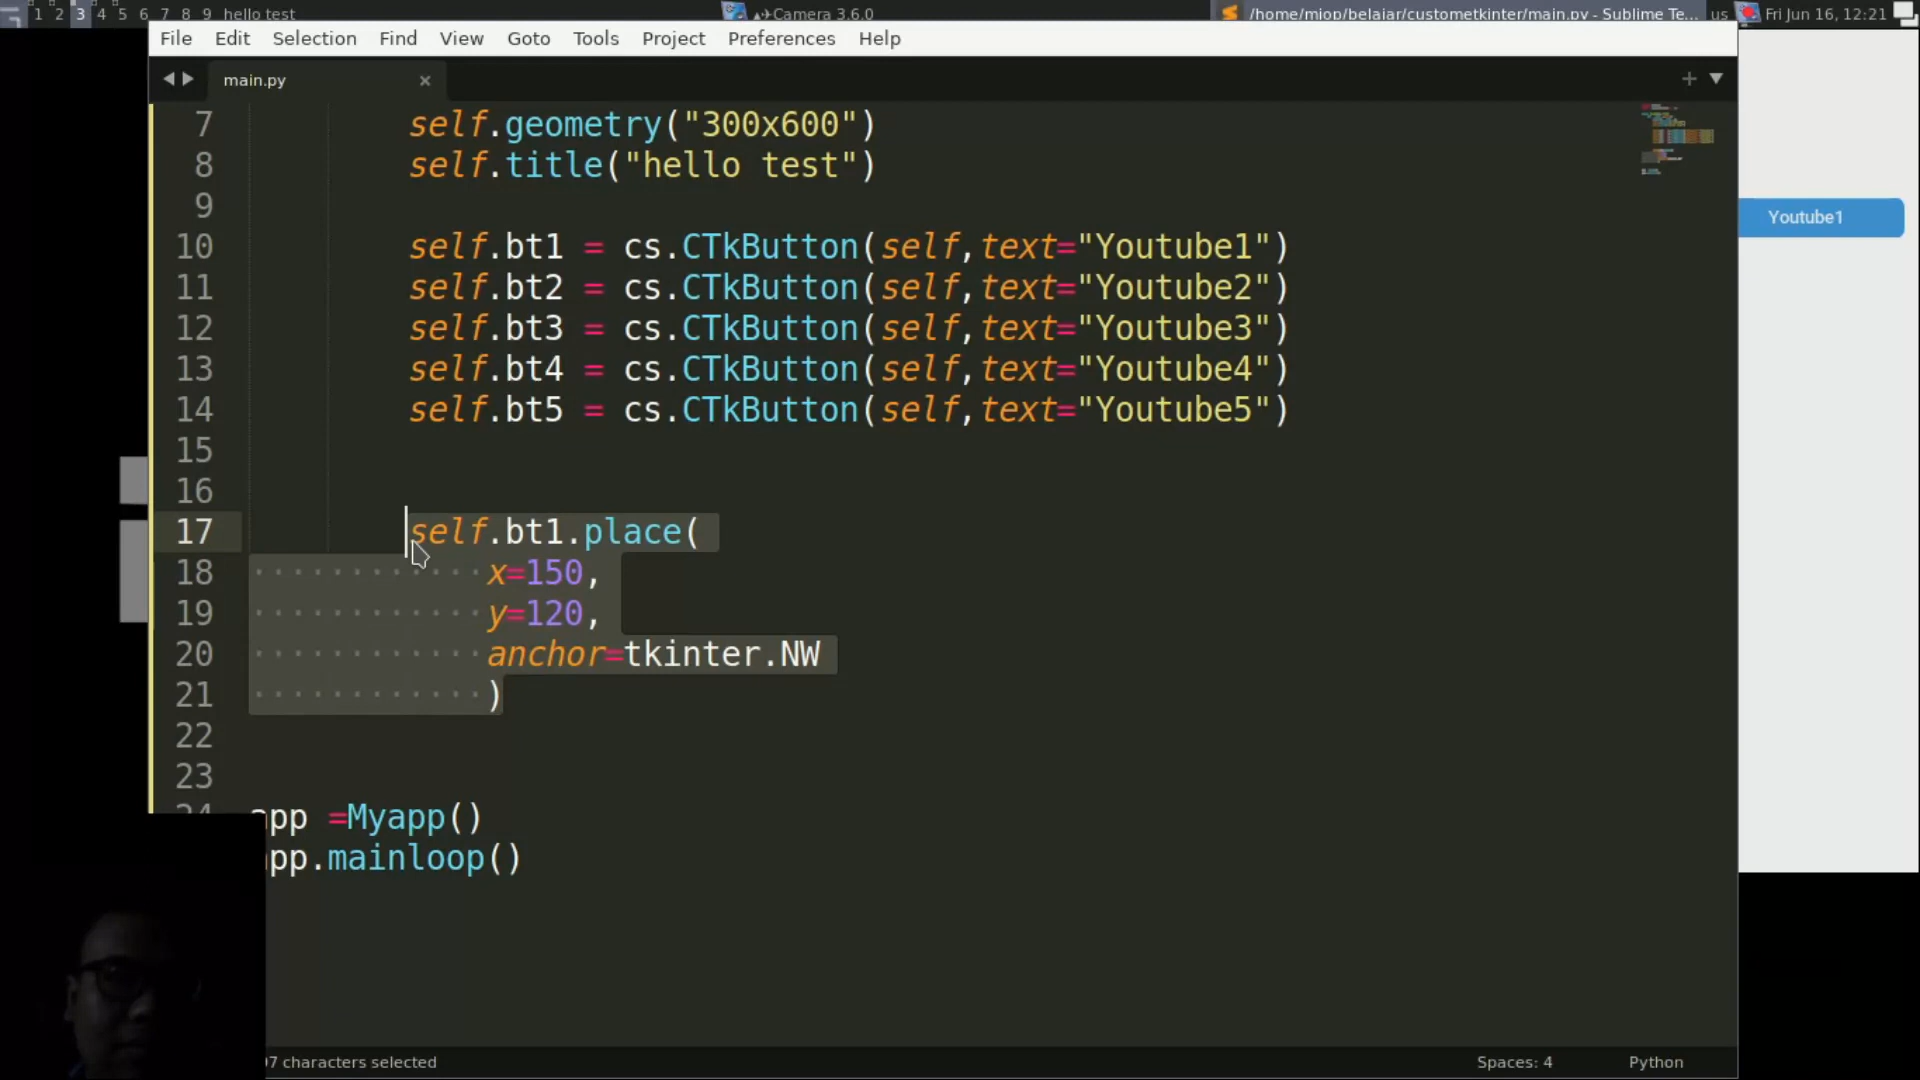 1 2 3 4 5 6 7 8 9 hello test
Camera 3.6.0
/home/miop/belajar/custometkinter/main.py - Sublime Te...
us
Fri Jun 16, 12:21
File Edit Selection Find View Goto Tools Project Preferences Help
main.py
7 self.geometry("300x600")
8 self.title("hello test")
9
10 self.bt1 = cs.CTkButton(self,text="Youtube1")
11 self.bt2 = cs.CTkButton(self,text="Youtube2")
12 self.bt3 = cs.CTkButton(self,text="Youtube3")
13 self.bt4 = cs.CTkButton(self,text="Youtube4")
14 self.bt5 = cs.CTkButton(self,text="Youtube5")
15
16
17 self.bt1.place(
18 x=150,
19 y=120,
20 anchor=tkinter.NW
21 )
22
23
24 app =Myapp()
app.mainloop()
Youtube1
97 characters selected
Spaces: 4
Python